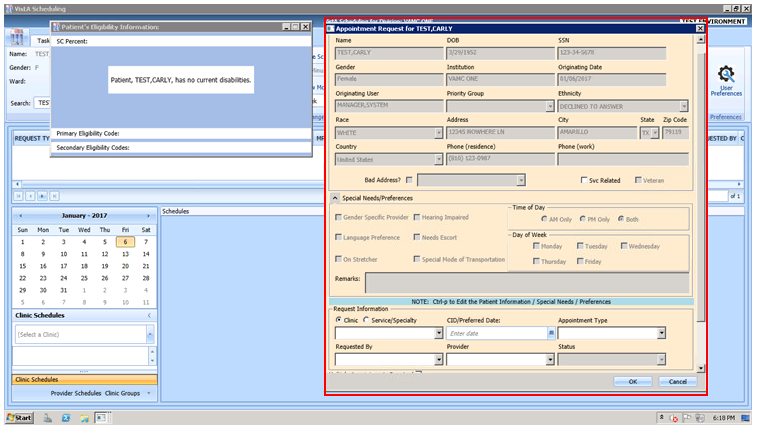 VistA Scheduling
VistA Scheduling for Division: VAMC ONE
TEST ENVIRONMENT
Task
Name: TEST
Gender: F
Ward:
Search: TES
User
Preferences
Preferences
REQUEST TYP
ESTED BY
of 1
Patient's Eligibility Information
SC Percent:
Patient, TEST,CARLY, has no current disabilities.
Primary Eligibility Code:
Secondary Eligibility Codes:
January - 2017
Sun Mon Tue Wed Thu Fri Sat
1 2 3 4 5 6 7
8 9 10 11 12 13 14
15 16 17 18 19 20 21
22 23 24 25 26 27 28
29 30 31 1 2 3 4
5 6 7 8 9 10 11
Clinic Schedules
(Select a Clinic)
Clinic Schedules
Provider Schedules Clinic Groups
Schedules
Appointment Request for TEST,CARLY
Name DOB SSN
TEST,CARLY 3/29/1952 123-34-5678
Gender Institution Originating Date
Female VAMC ONE 01/06/2017
Originating User Priority Group Ethnicity
MANAGER,SYSTEM DECLINED TO ANSWER
Race Address City State Zip Code
WHITE 12345 NOWHERE LN AMARILLO TX 79119
Country Phone (residence) Phone (work)
United States (810) 123-0987
Bad Address? Svc Related Veteran
Special Needs/Preferences
Gender Specific Provider Hearing Impaired
Language Preference Needs Escort
On Stretcher Special Mode of Transportation
Time of Day
AM Only PM Only Both
Day of Week
Monday Tuesday Wednesday
Thursday Friday
Remarks:
NOTE: Ctrl-p to Edit the Patient Information / Special Needs / Preferences
Request Information
Clinic Service/Specialty CID/Preferred Date: Appointment Type
Enter date
Requested By Provider Status
OK Cancel
Start
6:18 PM